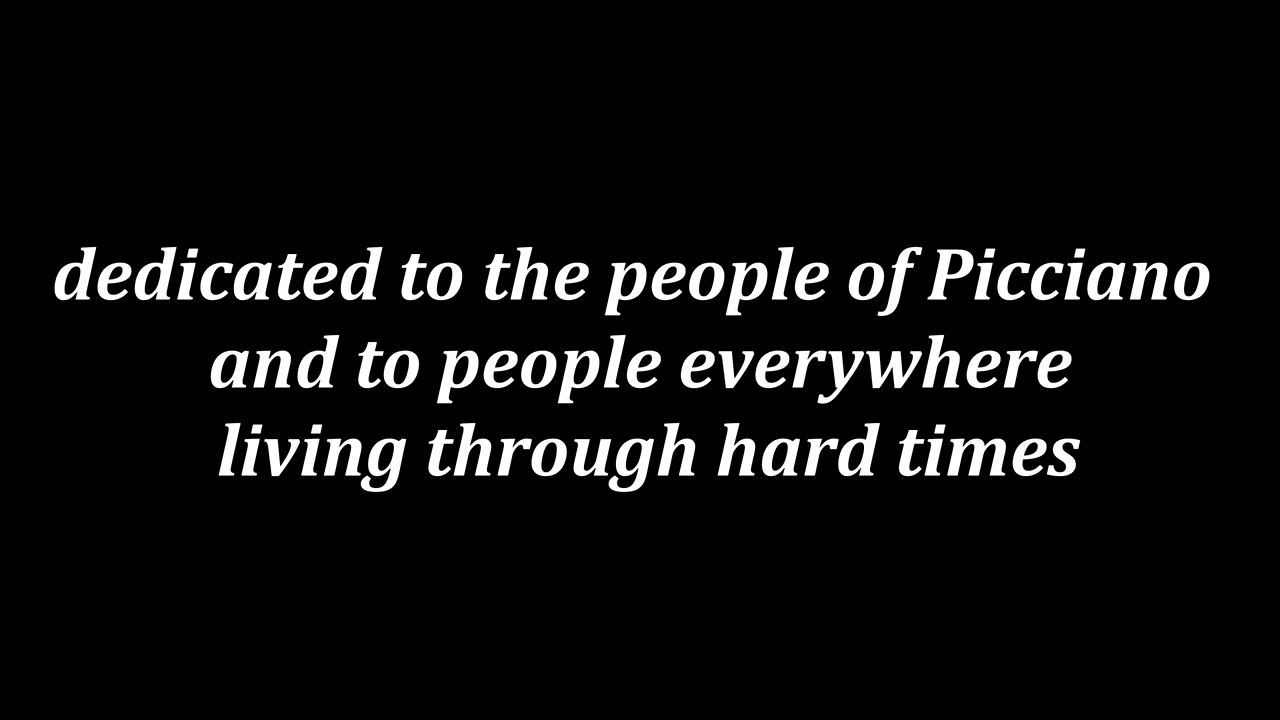 dedicated to the people of Picciano
and to people everywhere
living through hard times